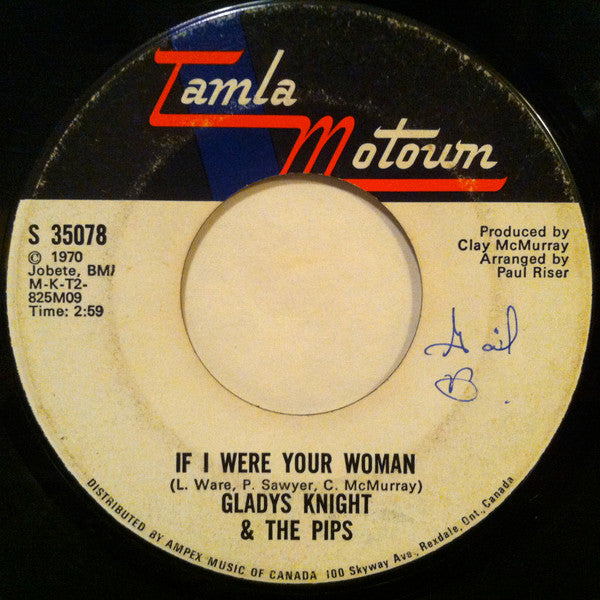 Tamla
Motown
S 35078
© 1970
Jobete, BMI
M-K-T2-
825M09
Time: 2:59
Produced by
Clay McMurray
Arranged by
Paul Riser
Gail
B.
IF I WERE YOUR WOMAN
(L. Ware, P. Sawyer, C. McMurray)
GLADYS KNIGHT
& THE PIPS
DISTRIBUTED BY AMPEX MUSIC OF CANADA 100 Skyway Ave., Rexdale, Ont., Canada